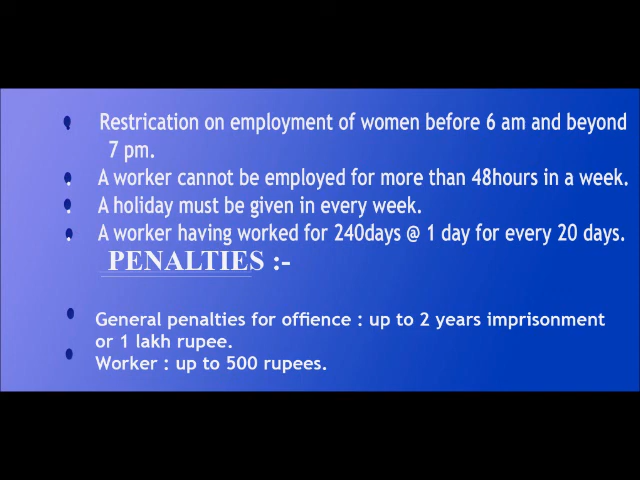 Restrication on employment of women before 6 am and beyond
7 pm.
A worker cannot be employed for more than 48hours in a week.
A holiday must be given in every week.
A worker having worked for 240days @ 1 day for every 20 days.
PENALTIES :-
General penalties for offience : up to 2 years imprisonment
or 1 lakh rupee.
Worker : up to 500 rupees.